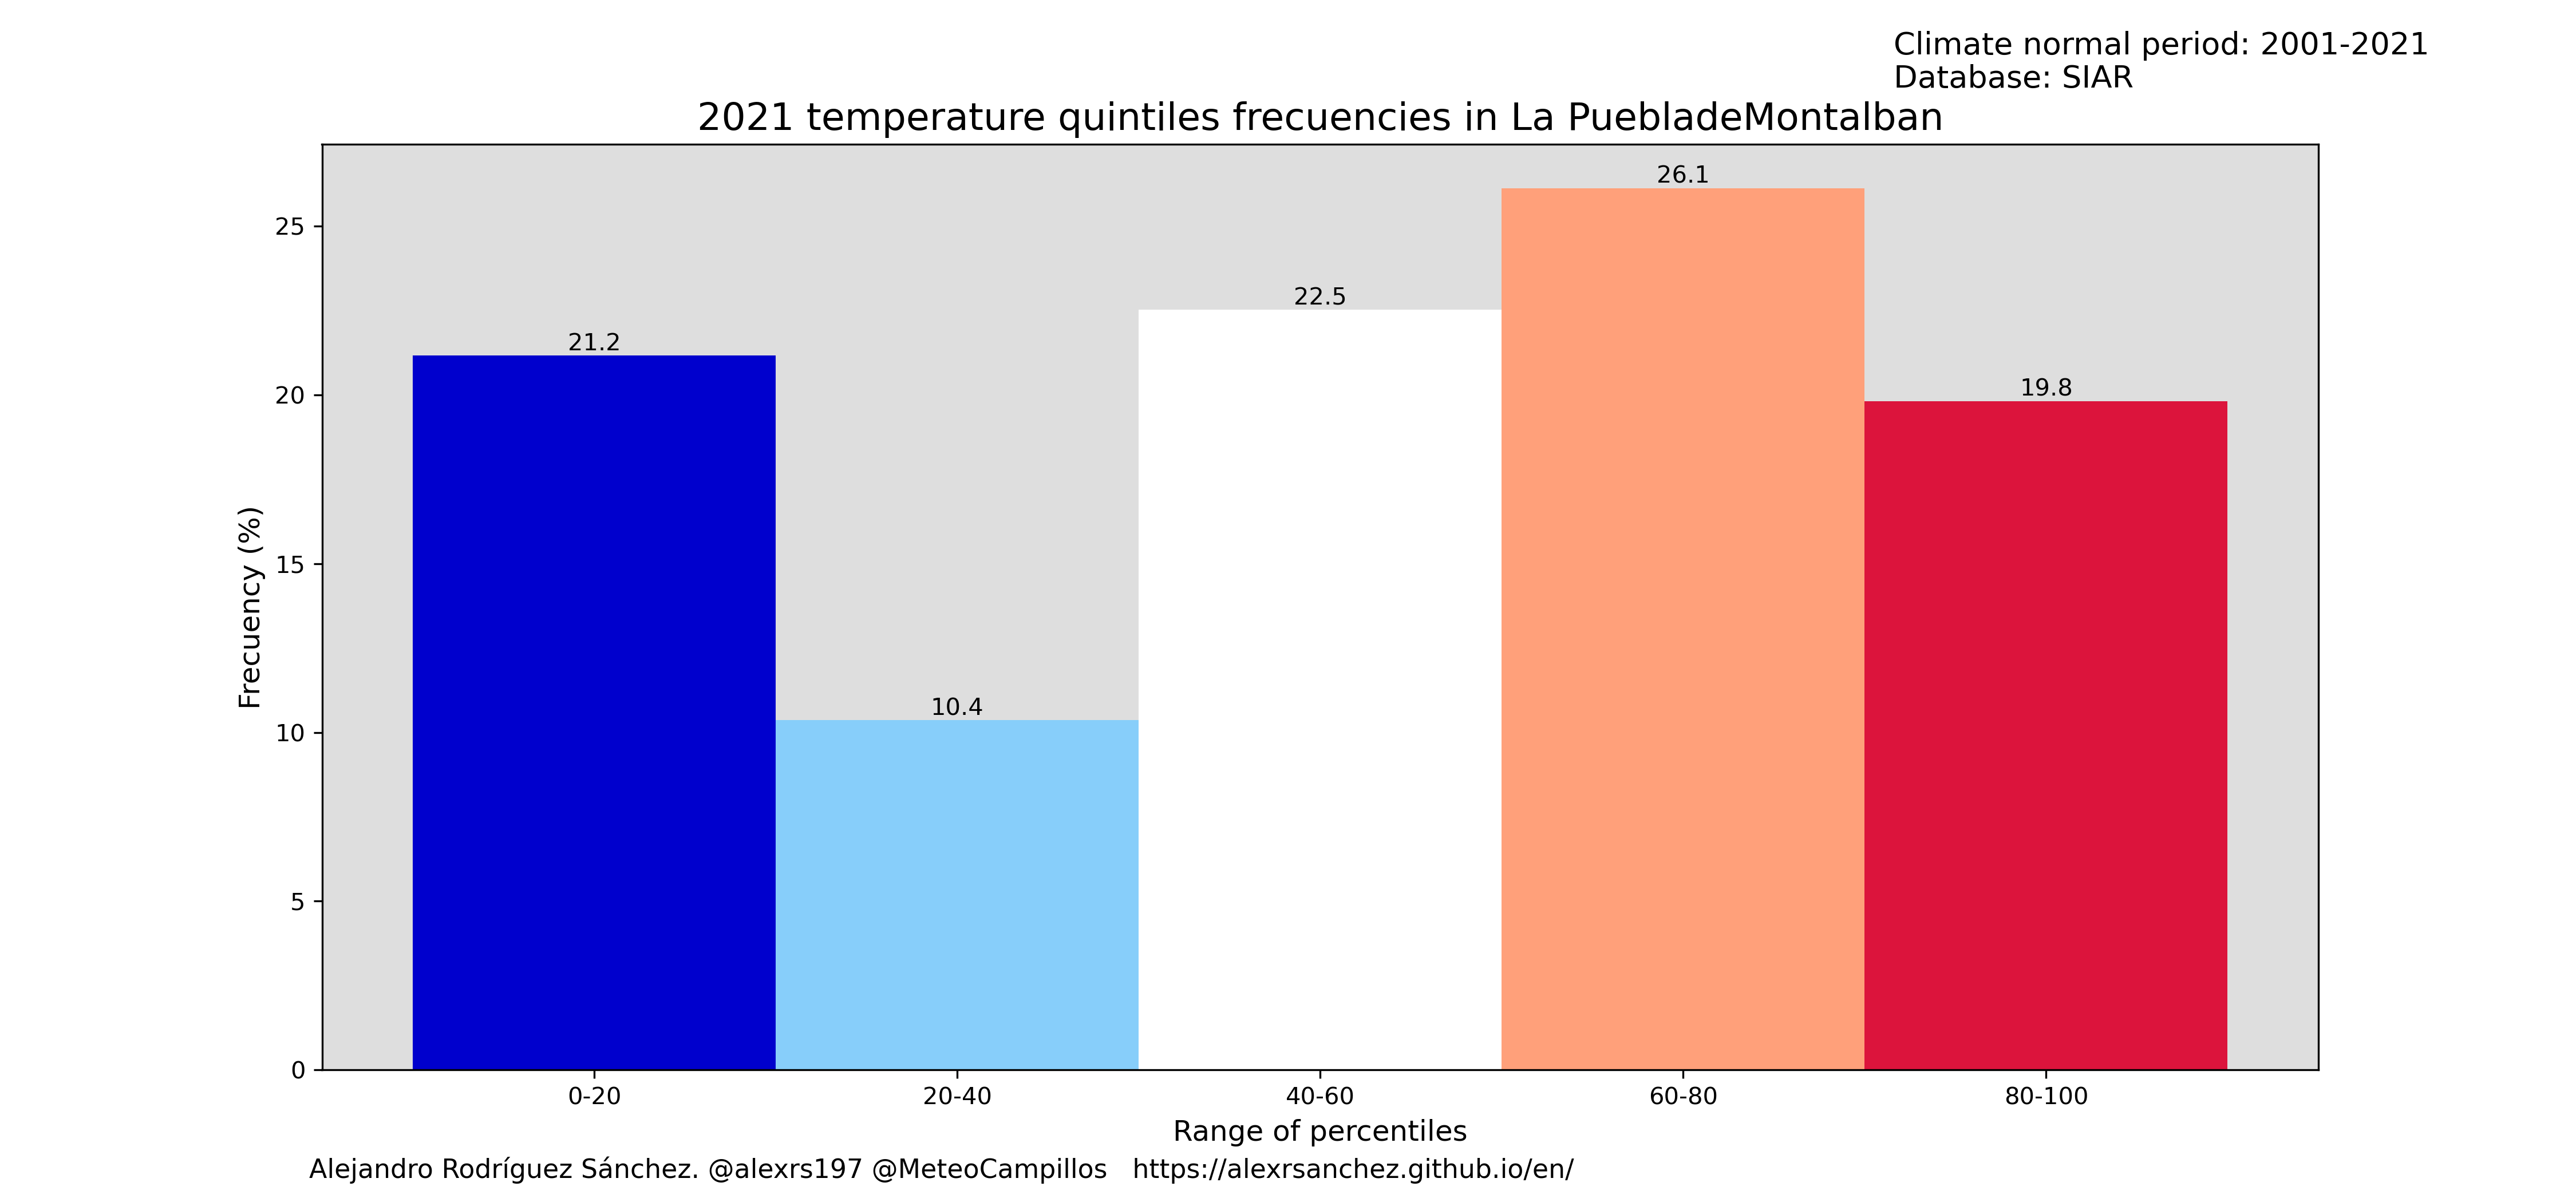 Climate normal period: 2001-2021
Database: SIAR
2021 temperature quintiles frecuencies in La PuebladeMontalban
26.1
25
22.5
21.2
20
19.8
15
10.4
10
5
0
Frecuency (%)
0-20 20-40 40-60 60-80 80-100
Range of percentiles
Alejandro Rodríguez Sánchez. @alexrs197 @MeteoCampillos https://alexrsanchez.github.io/en/